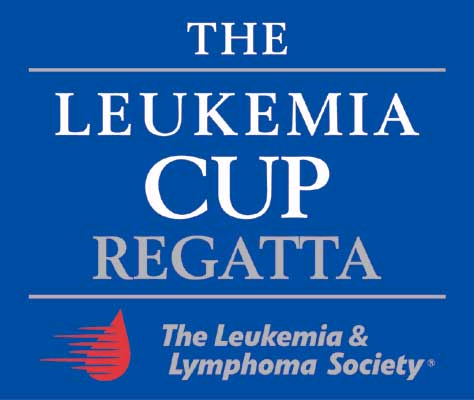 THE
LEUKEMIA
CUP
REGATTA
The Leukemia &
Lymphoma Society®